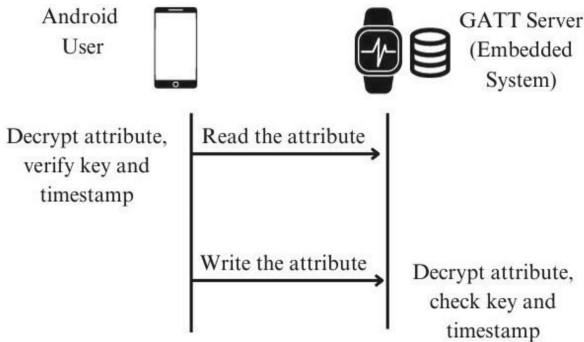 Android
User
GATT Server
(Embedded
System)
Decrypt attribute,
verify key and
timestamp
Read the attribute
Write the attribute
Decrypt attribute,
check key and
timestamp